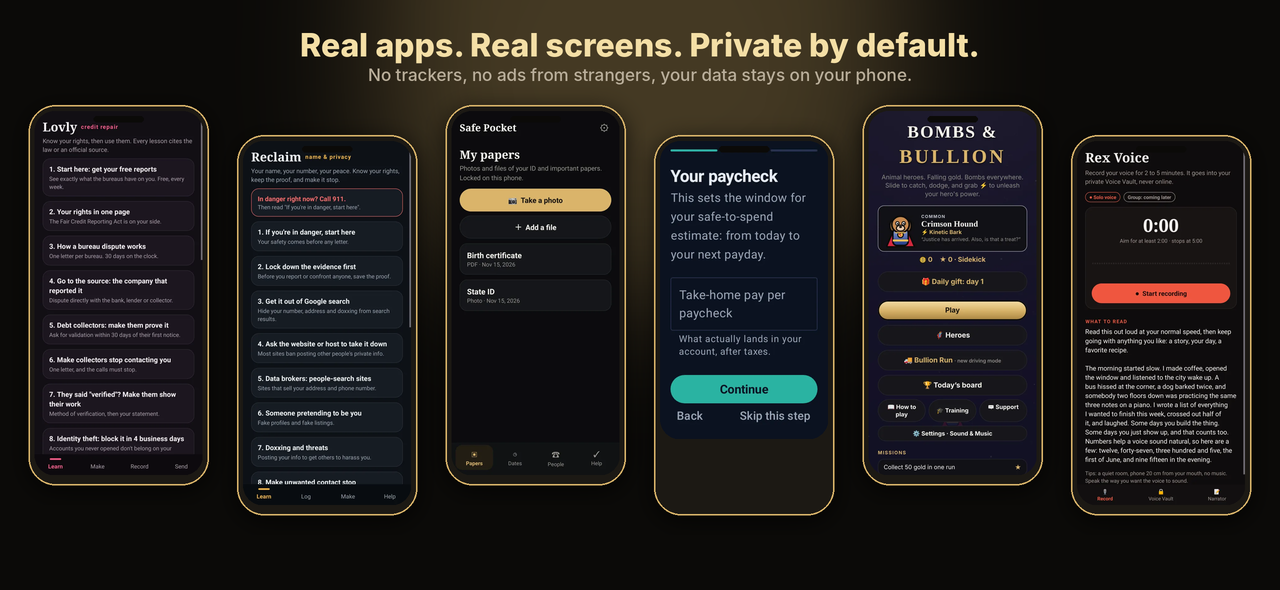 Real apps. Real screens. Private by default.
No trackers, no ads from strangers, your data stays on your phone.
Lovly credit repair
Know your rights, then use them. Every lesson cites the
law or an official source.
1. Start here: get your free reports
See exactly what the bureaus have on you. Free, every
week.
2. Your rights in one page
The Fair Credit Reporting Act is on your side.
3. How a bureau dispute works
One letter per bureau. 30 days on the clock.
4. Go to the source: the company that
reported it
Dispute directly with the bank, lender or collector.
5. Debt collectors: make them prove it
Ask for validation within 30 days of their first notice.
6. Make collectors stop contacting you
One letter, and the calls must stop.
7. They said "verified"? Make them show
their work
Method of verification, then your statement.
8. Identity theft: block it in 4 business days
Accounts you never opened don't belong on your
Learn
Make
Record
Send
Reclaim name & privacy
Your name, your number, your peace. Know your rights,
keep the proof, and make it stop.
In danger right now? Call 911.
Then read "If you're in danger, start here".
1. If you're in danger, start here
Your safety comes before any letter.
2. Lock down the evidence first
Before you report or confront anyone, save the proof.
3. Get it out of Google search
Hide your number, address and doxxing from search
results.
4. Ask the website or host to take it down
Most sites ban posting other people's private info.
5. Data brokers: people-search sites
Sites that sell your address and phone number.
6. Someone pretending to be you
Fake profiles and fake listings.
7. Doxxing and threats
Posting your info to get others to harass you.
8. Make unwanted contact stop
Learn
Log
Make
Help
Safe Pocket
My papers
Photos and files of your ID and important papers.
Locked on this phone.
📷 Take a photo
+ Add a file
Birth certificate
PDF · Nov 15, 2026
State ID
Photo · Nov 15, 2026
Papers
Dates
People
Help
Your paycheck
This sets the window for
your safe-to-spend
estimate: from today to
your next payday.
Take-home pay per
paycheck
What actually lands in your
account, after taxes.
Continue
Back
Skip this step
BOMBS &
BULLION
Animal heroes. Falling gold. Bombs everywhere.
Slide to catch, dodge, and grab ⚡ to unleash
your hero's power.
COMMON
Crimson Hound
⚡ Kinetic Bark
"Justice has arrived. Also, is that a treat?"
0 ★ 0 · Sidekick
🎁 Daily gift: day 1
Play
Heroes
🚚 Bullion Run · new driving mode
🏆 Today's board
📖 How to
play
🎓 Training
Support
⚙️ Settings · Sound & Music
MISSIONS
Collect 50 gold in one run ★
Rex Voice
Record your voice for 2 to 5 minutes. It goes into your
private Voice Vault, never online.
● Solo voice
Group: coming later
0:00
Aim for at least 2:00 · stops at 5:00
● Start recording
WHAT TO READ
Read this out loud at your normal speed, then keep
going with anything you like: a story, your day, a
favorite recipe.
The morning started slow. I made coffee, opened
the window and listened to the city wake up. A
bus hissed at the corner, a dog barked twice, and
somebody two floors down was practicing the same
three notes on a piano. I wrote a list of everything
I wanted to finish this week, crossed out half of
it, and laughed. Some days you build the thing.
Some days you just show up, and that counts too.
Numbers help a voice sound natural, so here are a
few: twelve, forty-seven, three hundred and five, the
first of June, and nine fifteen in the evening.
Tips: a quiet room, phone 20 cm from your mouth, no music.
Speak the way you want the voice to sound.
Record
Voice Vault
Narrator